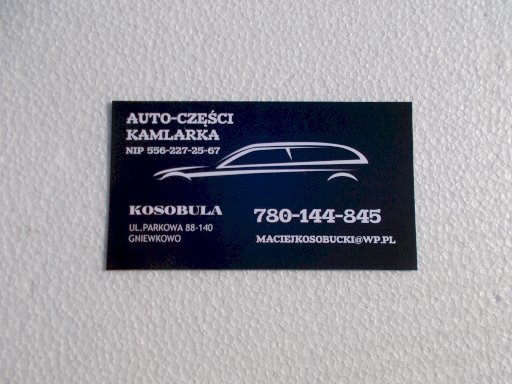 AUTO-CZĘŚCI
KAMLARKA
NIP 556-227-25-67
KOSOBULA
780-144-845
UL.PARKOWA 88-140
GNIEWKOWO
MACIEJKOSOBUCKI@WP.PL